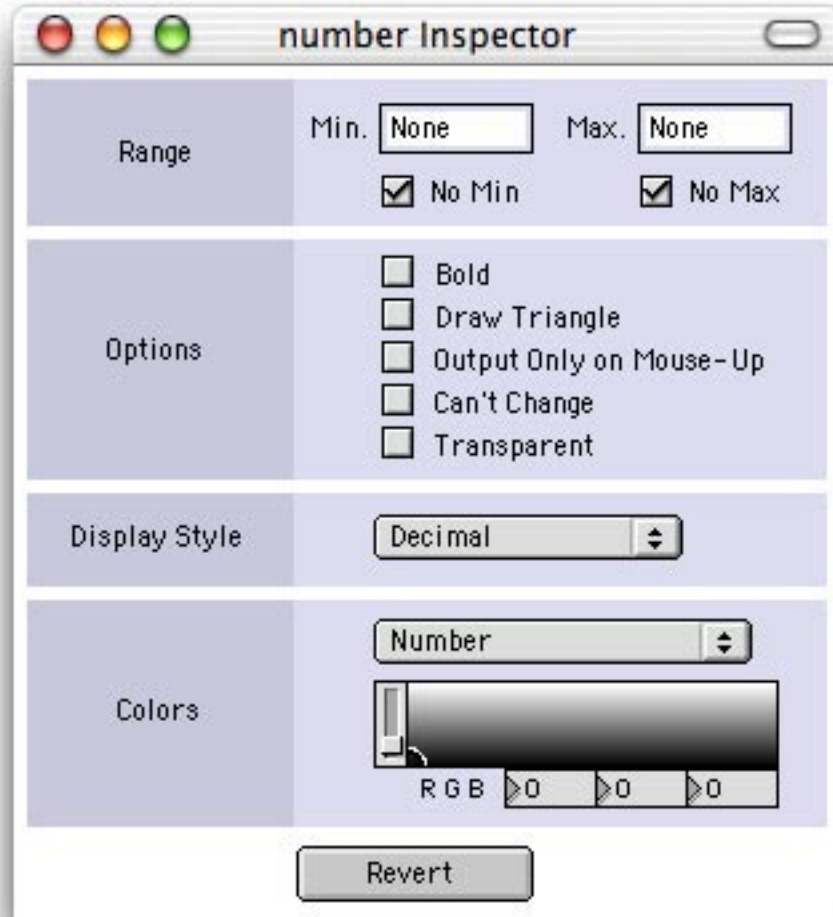 number Inspector
Range
Min. None Max. None
No Min No Max
Options
Bold
Draw Triangle
Output Only on Mouse-Up
Can't Change
Transparent
Display Style
Decimal
Colors
Number
R G B 0 0 0
Revert